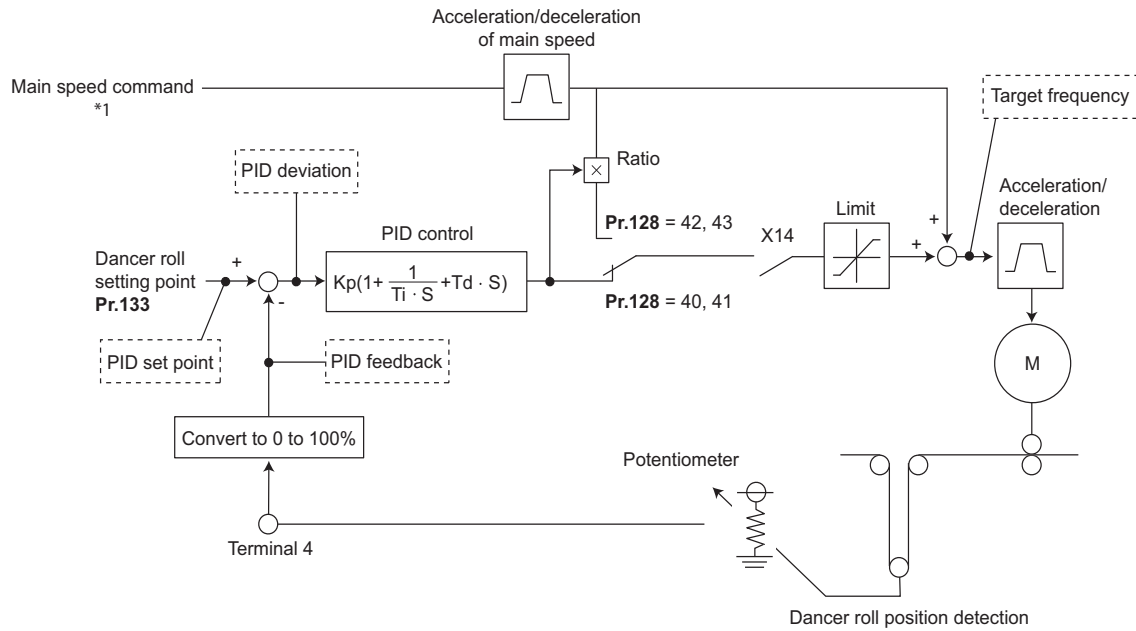 Acceleration/deceleration
of main speed
Main speed command
*1
Target frequency
PID deviation
Ratio
Acceleration/
deceleration
Pr.128 = 42, 43
Limit
PID control
X14
Dancer roll
setting point
Pr.133
+
-
Kp(1+ 1/Ti · S +Td · S)
+
+
Pr.128 = 40, 41
PID set point
PID feedback
M
Convert to 0 to 100%
Potentiometer
Terminal 4
Dancer roll position detection
×